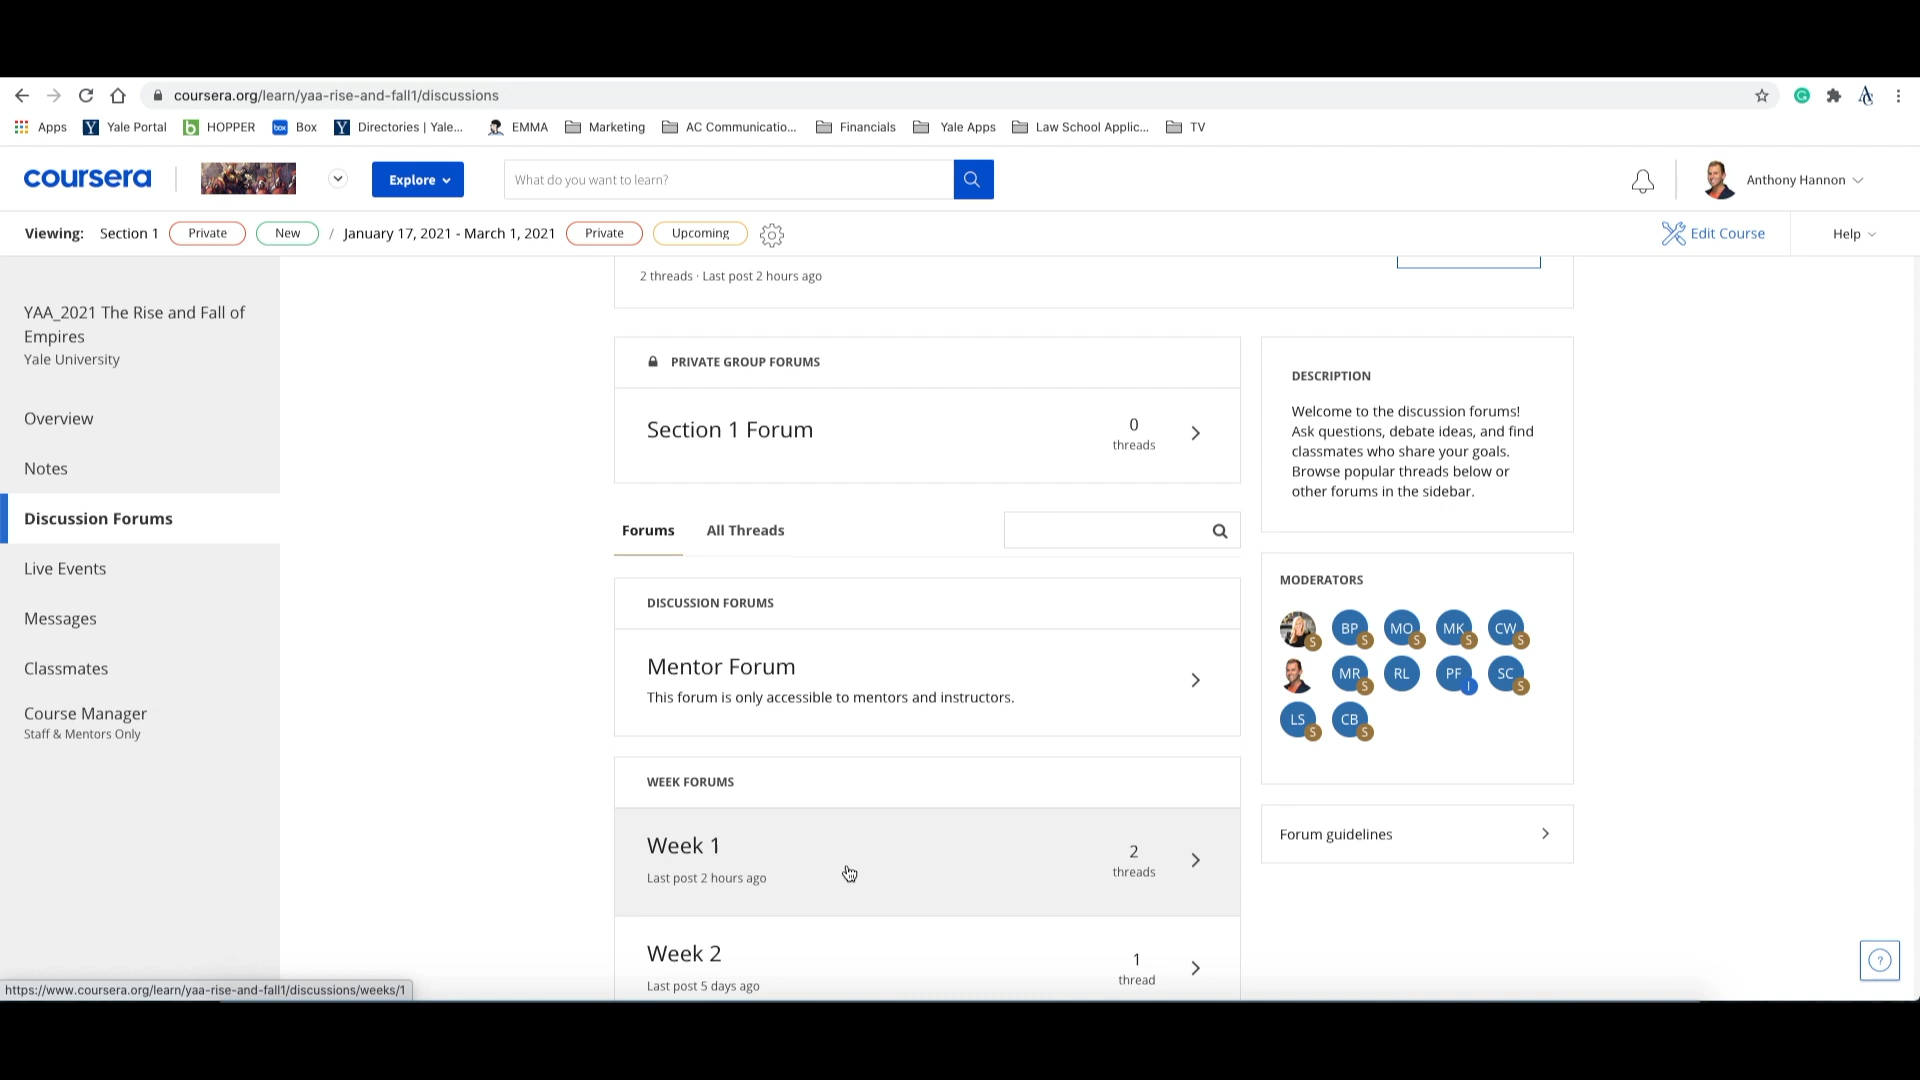 coursera.org/learn/yaa-rise-and-fall1/discussions
Apps Yale Portal HOPPER box Box Directories | Yale... EMMA Marketing AC Communicatio... Financials Yale Apps Law School Applic... TV
coursera Explore What do you want to learn? Anthony Hannon
Viewing: Section 1 Private New / January 17, 2021 - March 1, 2021 Private Upcoming Edit Course Help
2 threads · Last post 2 hours ago
YAA_2021 The Rise and Fall of
Empires
Yale University
Overview
Notes
Discussion Forums
Live Events
Messages
Classmates
Course Manager
Staff & Mentors Only
PRIVATE GROUP FORUMS
Section 1 Forum
0
threads
Forums All Threads
DISCUSSION FORUMS
Mentor Forum
This forum is only accessible to mentors and instructors.
WEEK FORUMS
Week 1
Last post 2 hours ago
2
threads
Week 2
Last post 5 days ago
1
thread
DESCRIPTION
Welcome to the discussion forums!
Ask questions, debate ideas, and find
classmates who share your goals.
Browse popular threads below or
other forums in the sidebar.
MODERATORS
S BP S MO S MK S CW S
MR S RL PF I SC S
LS S CB S
Forum guidelines
?
https://www.coursera.org/learn/yaa-rise-and-fall1/discussions/weeks/1